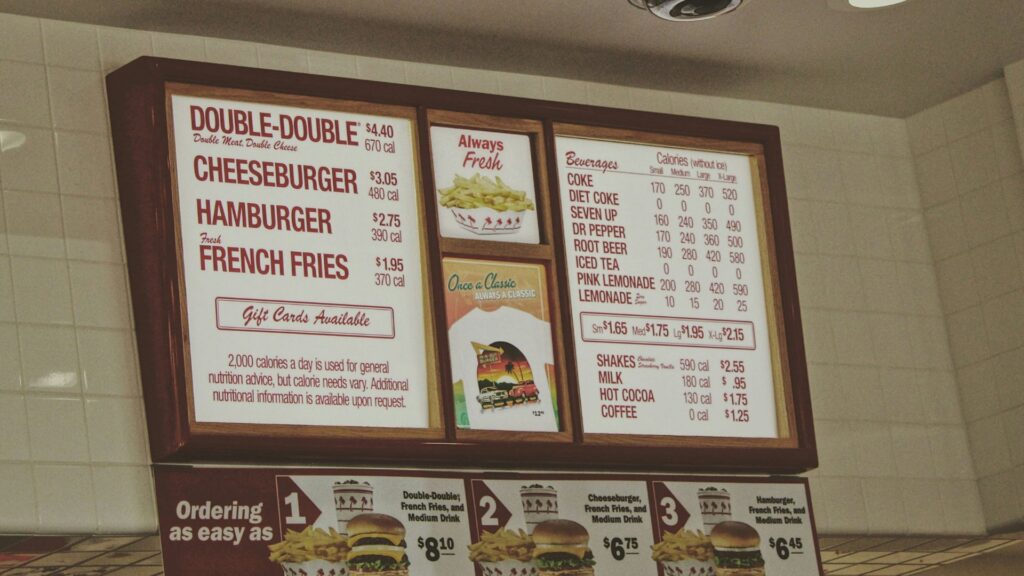 DOUBLE-DOUBLE® $4.40
Double Meat, Double Cheese 670 cal
CHEESEBURGER $3.05
480 cal
HAMBURGER $2.75
390 cal
Fresh
FRENCH FRIES $1.95
370 cal
Gift Cards Available
2,000 calories a day is used for general
nutrition advice, but calorie needs vary. Additional
nutritional information is available upon request.
Always
Fresh
Once a Classic
ALWAYS A CLASSIC
Beverages Calories (without ice)
Small Medium Large X-Large
COKE 170 250 370 520
DIET COKE 0 0 0 0
SEVEN UP 160 240 350 490
DR PEPPER 170 240 360 500
ROOT BEER 190 280 420 580
ICED TEA 0 0 0 0
PINK LEMONADE 200 280 420 590
LEMONADE Zero Sugar 10 15 20 25
Sm$1.65 Med$1.75 Lg$1.95 X-Lg$2.15
SHAKES Chocolate Strawberry Vanilla 590 cal $2.55
MILK 180 cal $ .95
HOT COCOA 130 cal $1.75
COFFEE 0 cal $1.25
Ordering
as easy as
1
Double-Double,
French Fries, and
Medium Drink
$8.10
2
Cheeseburger,
French Fries, and
Medium Drink
$6.75
3
Hamburger,
French Fries, and
Medium Drink
$6.45